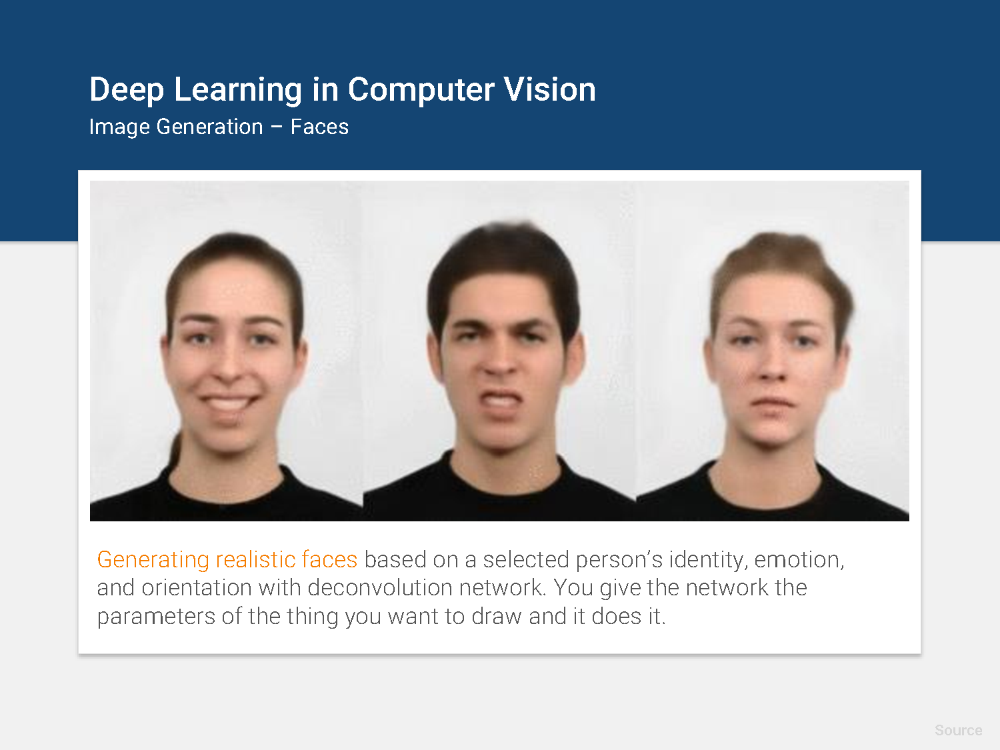 Deep Learning in Computer Vision
Image Generation – Faces
Generating realistic faces based on a selected person’s identity, emotion,
and orientation with deconvolution network. You give the network the
parameters of the thing you want to draw and it does it.
Source